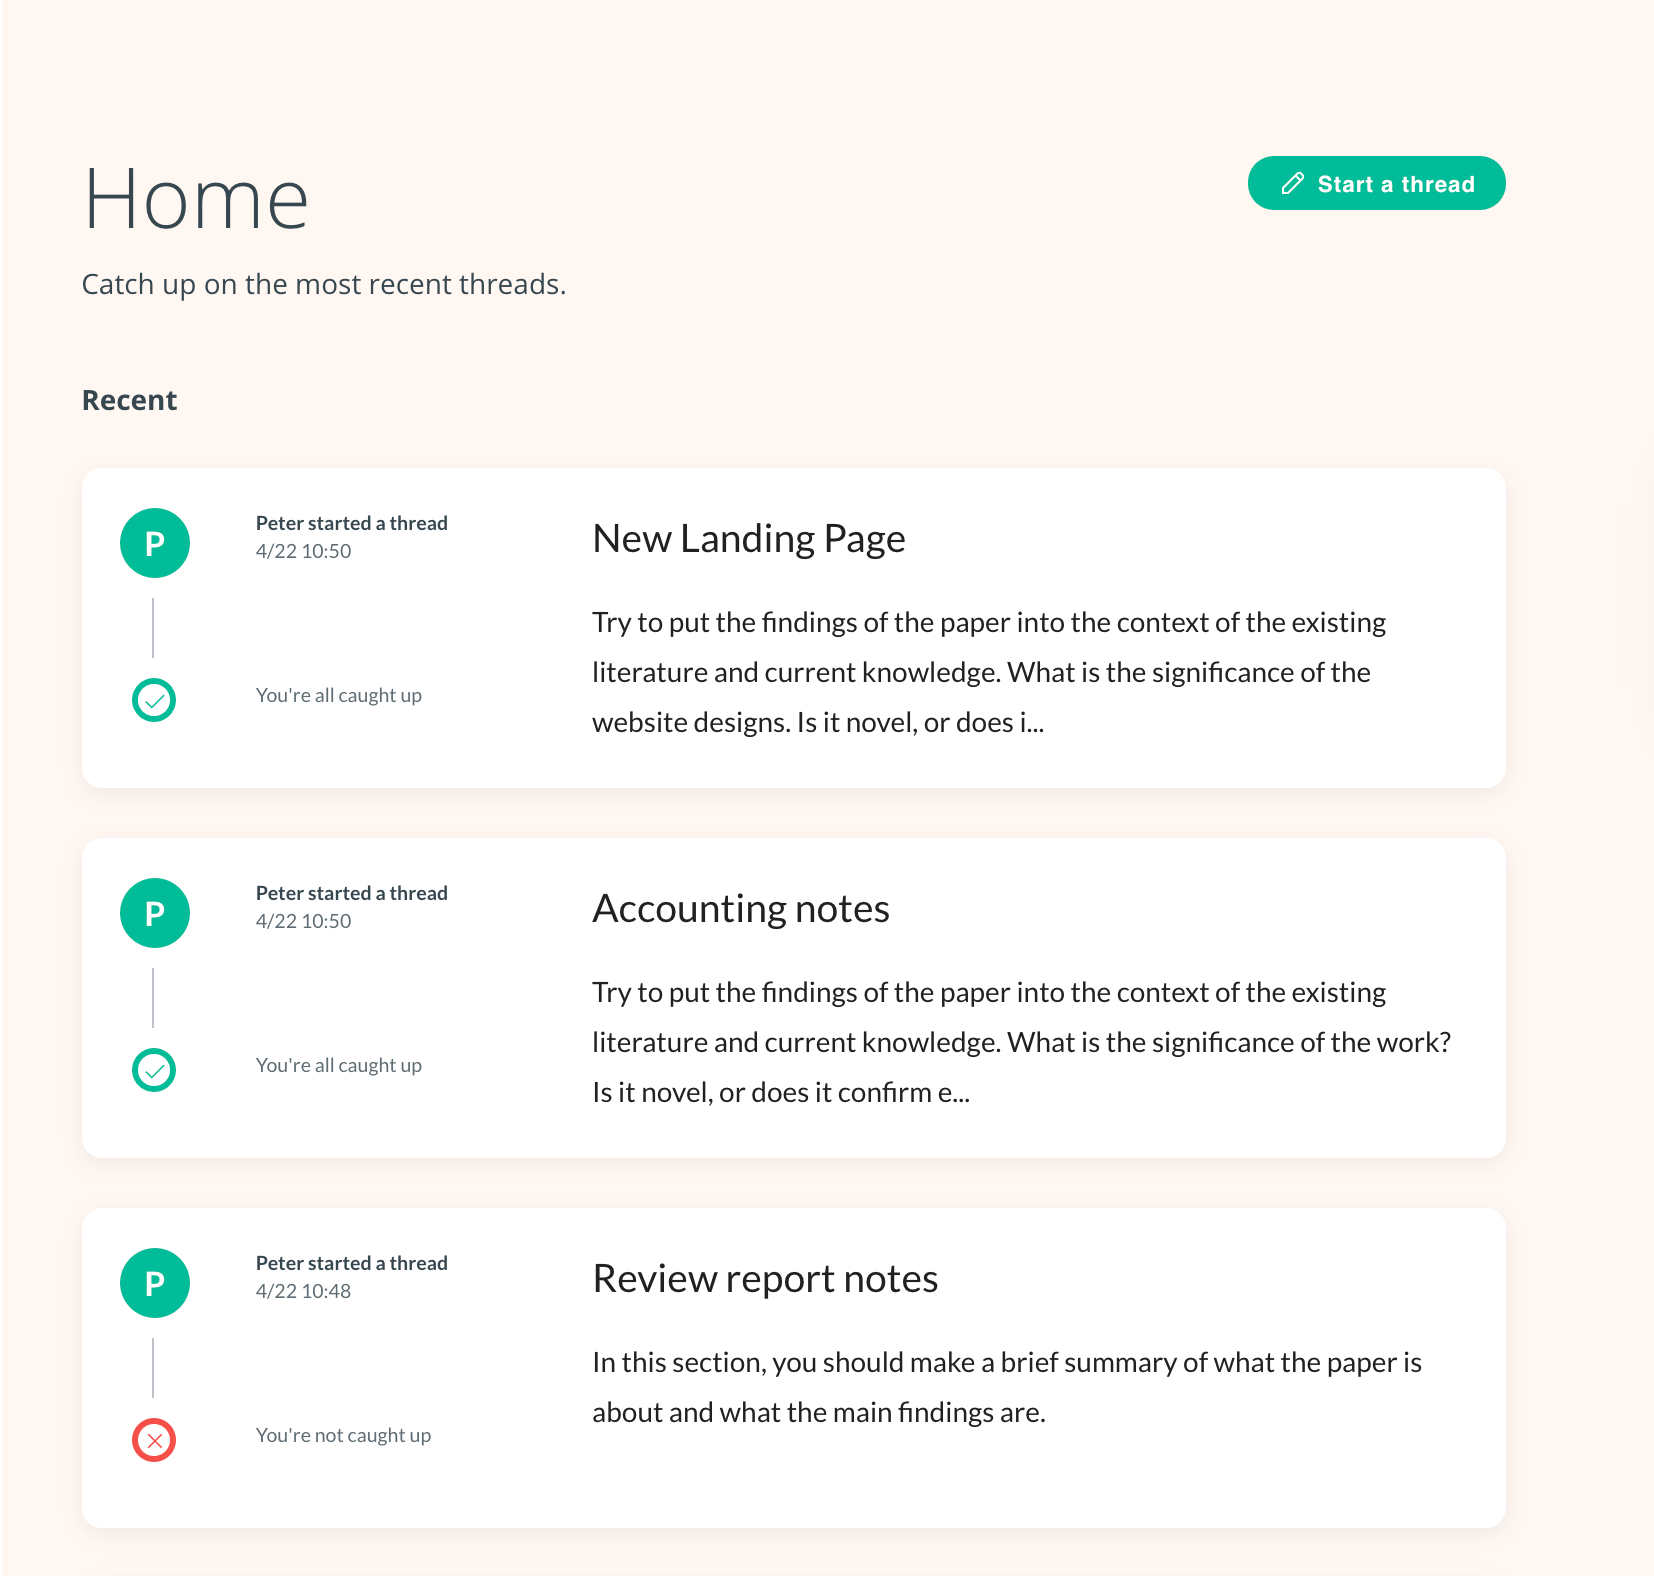 Home
Start a thread
Catch up on the most recent threads.
Recent
P
Peter started a thread
4/22 10:50
You're all caught up
New Landing Page
Try to put the findings of the paper into the context of the existing
literature and current knowledge. What is the significance of the
website designs. Is it novel, or does i...
P
Peter started a thread
4/22 10:50
You're all caught up
Accounting notes
Try to put the findings of the paper into the context of the existing
literature and current knowledge. What is the significance of the work?
Is it novel, or does it confirm e...
P
Peter started a thread
4/22 10:48
You're not caught up
Review report notes
In this section, you should make a brief summary of what the paper is
about and what the main findings are.